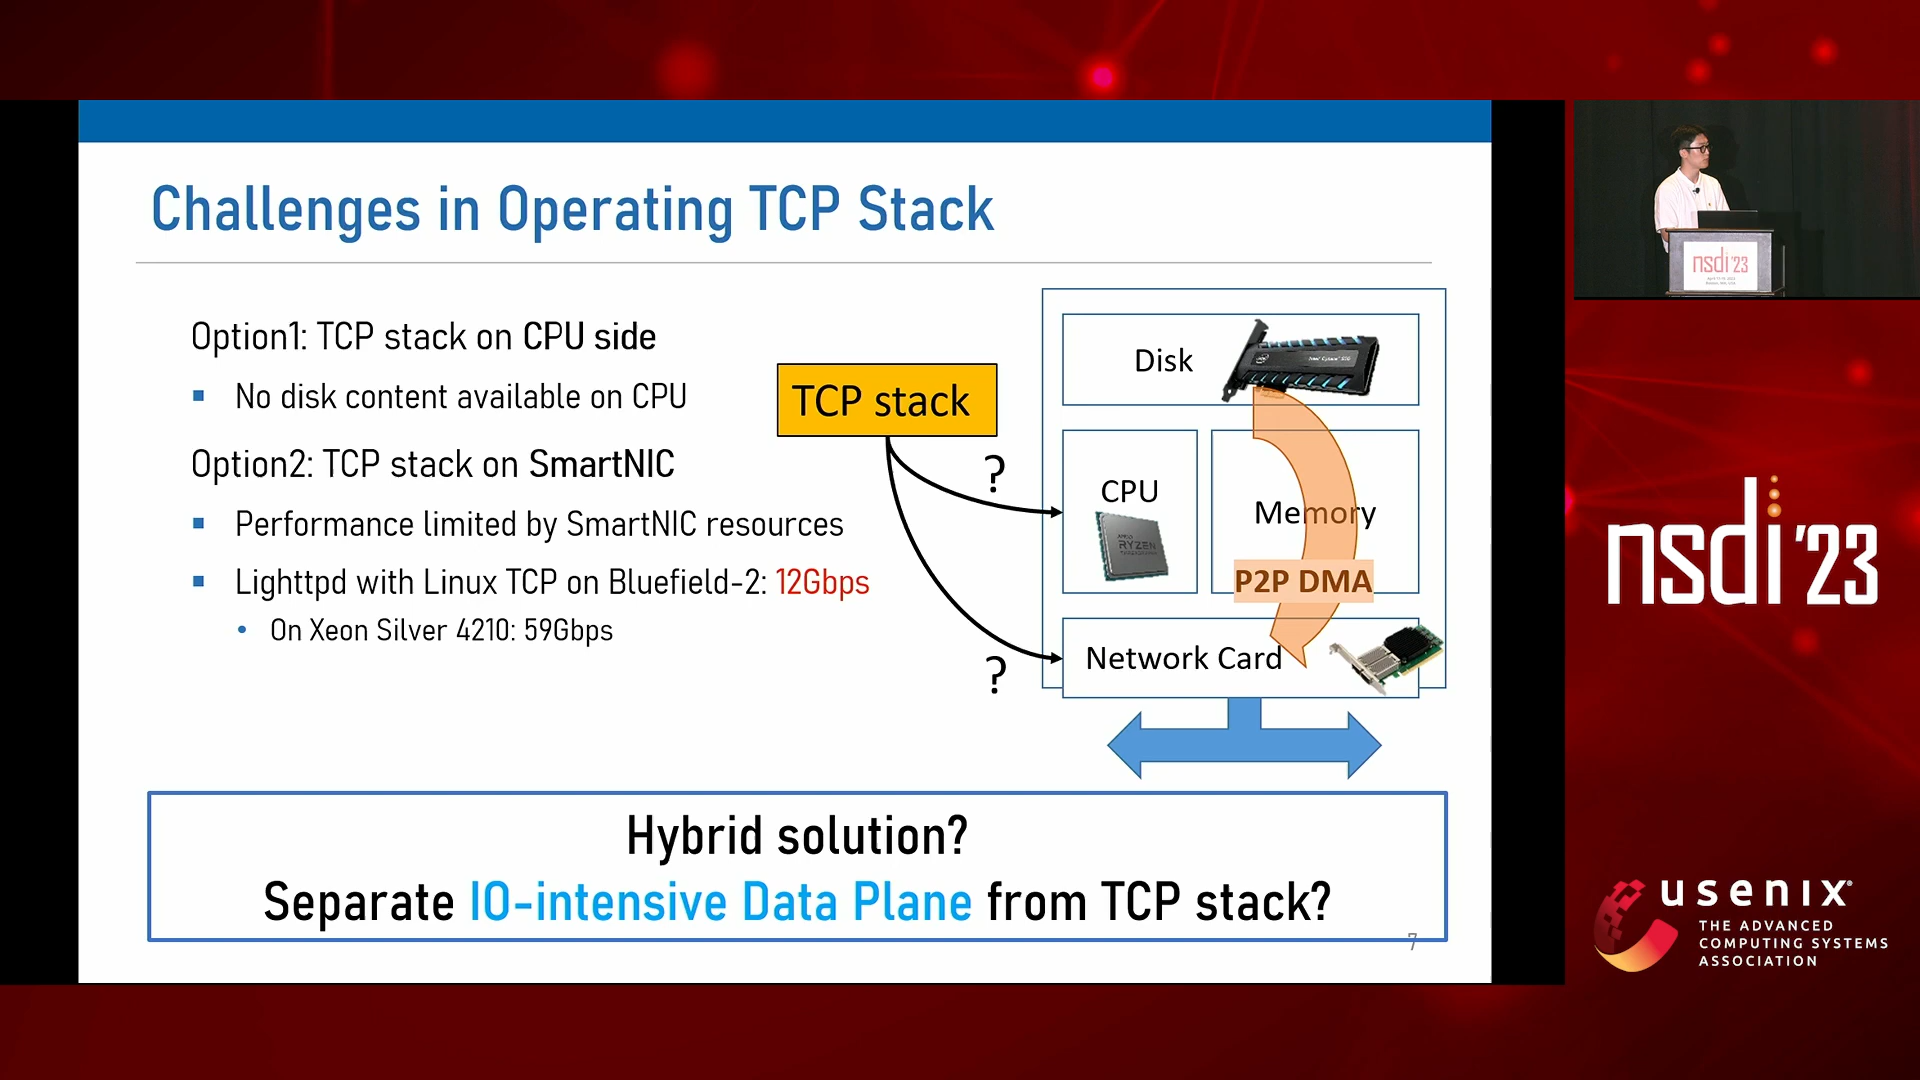 Challenges in Operating TCP Stack
Option1: TCP stack on CPU side
No disk content available on CPU
Option2: TCP stack on SmartNIC
Performance limited by SmartNIC resources
Lighttpd with Linux TCP on Bluefield-2: 12Gbps
On Xeon Silver 4210: 59Gbps
TCP stack
?
?
Disk
CPU
RYZEN
Memory
P2P DMA
Network Card
Hybrid solution?
Separate IO-intensive Data Plane from TCP stack?
7
nsdi'23
nsdi'23
usenix
THE ADVANCED
COMPUTING SYSTEMS
ASSOCIATION